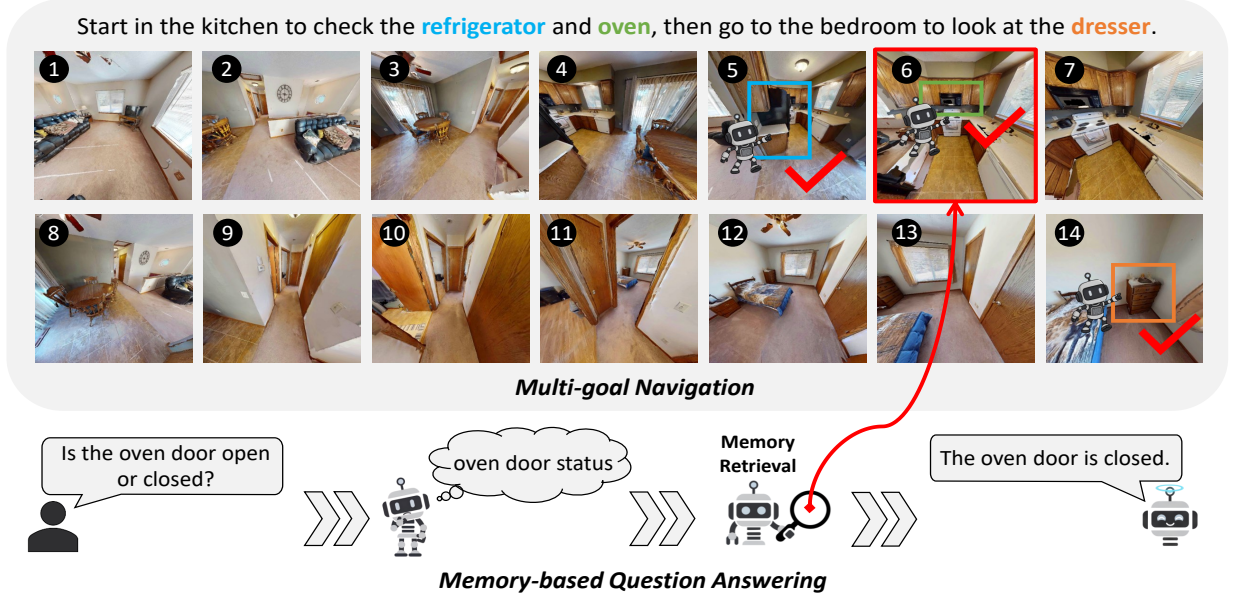 Start in the kitchen to check the refrigerator and oven, then go to the bedroom to look at the dresser.
1
2
3
4
5
6
7
8
9
10
11
12
13
14
Multi-goal Navigation
Is the oven door open
or closed?
oven door status
Memory
Retrieval
The oven door is closed.
Memory-based Question Answering